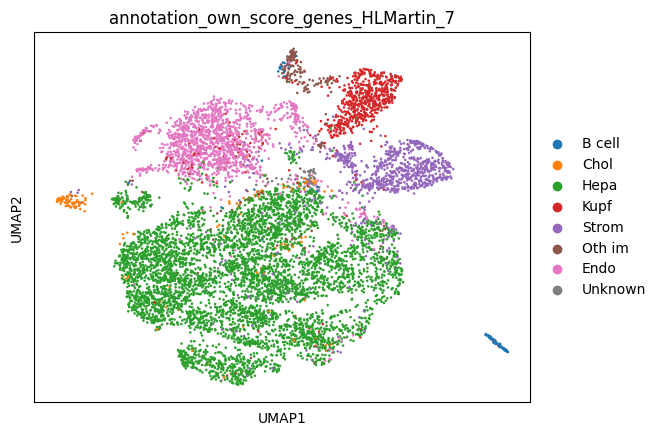 annotation_own_score_genes_HLMartin_7
UMAP2
UMAP1
B cell
Chol
Hepa
Kupf
Strom
Oth im
Endo
Unknown